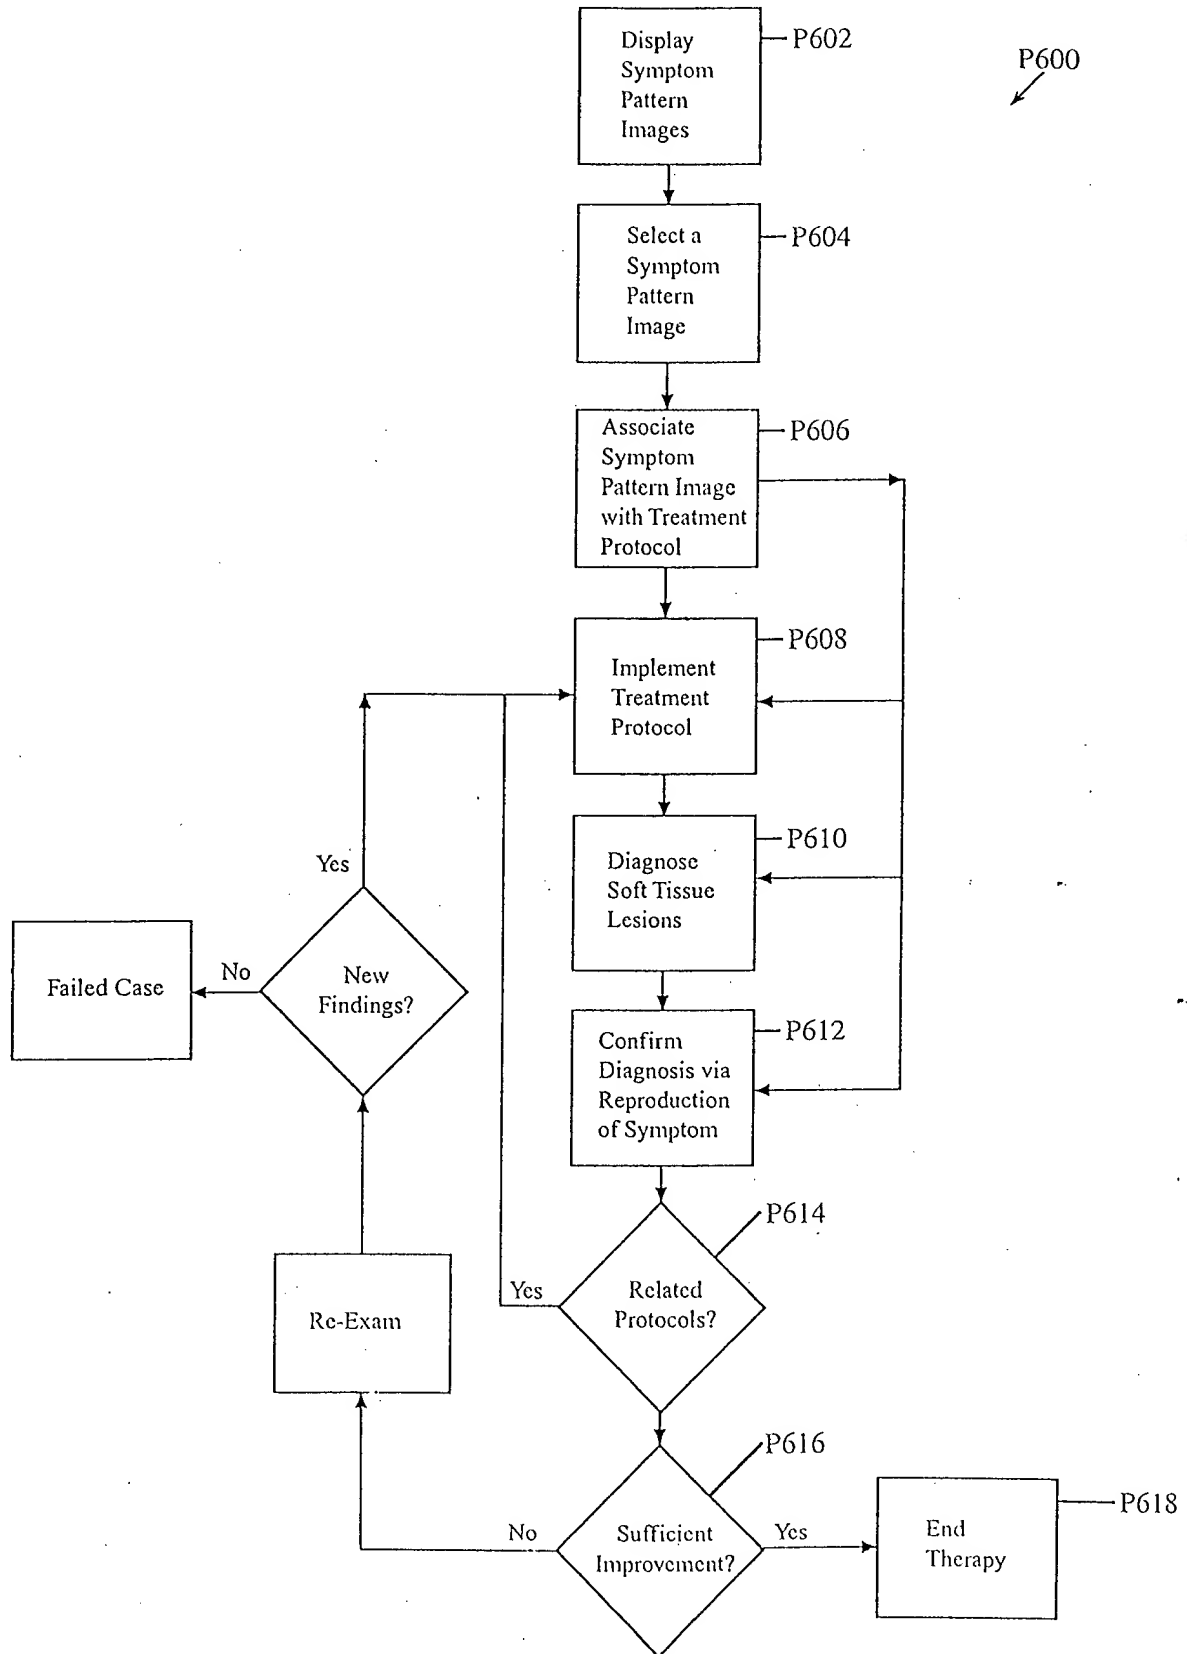 Display
Symptom
Pattern
Images
P602
P600
Select a
Symptom
Pattern
Image
P604
Associate
Symptom
Pattern Image
with Treatment
Protocol
P606
Implement
Treatment
Protocol
P608
Diagnose
Soft Tissue
Lesions
P610
Yes
New
Findings?
No
Failed Case
Confirm
Diagnosis via
Reproduction
of Symptom
P612
P614
Related
Protocols?
Yes
Re-Exam
P616
Sufficient
Improvement?
No
Yes
End
Therapy
P618